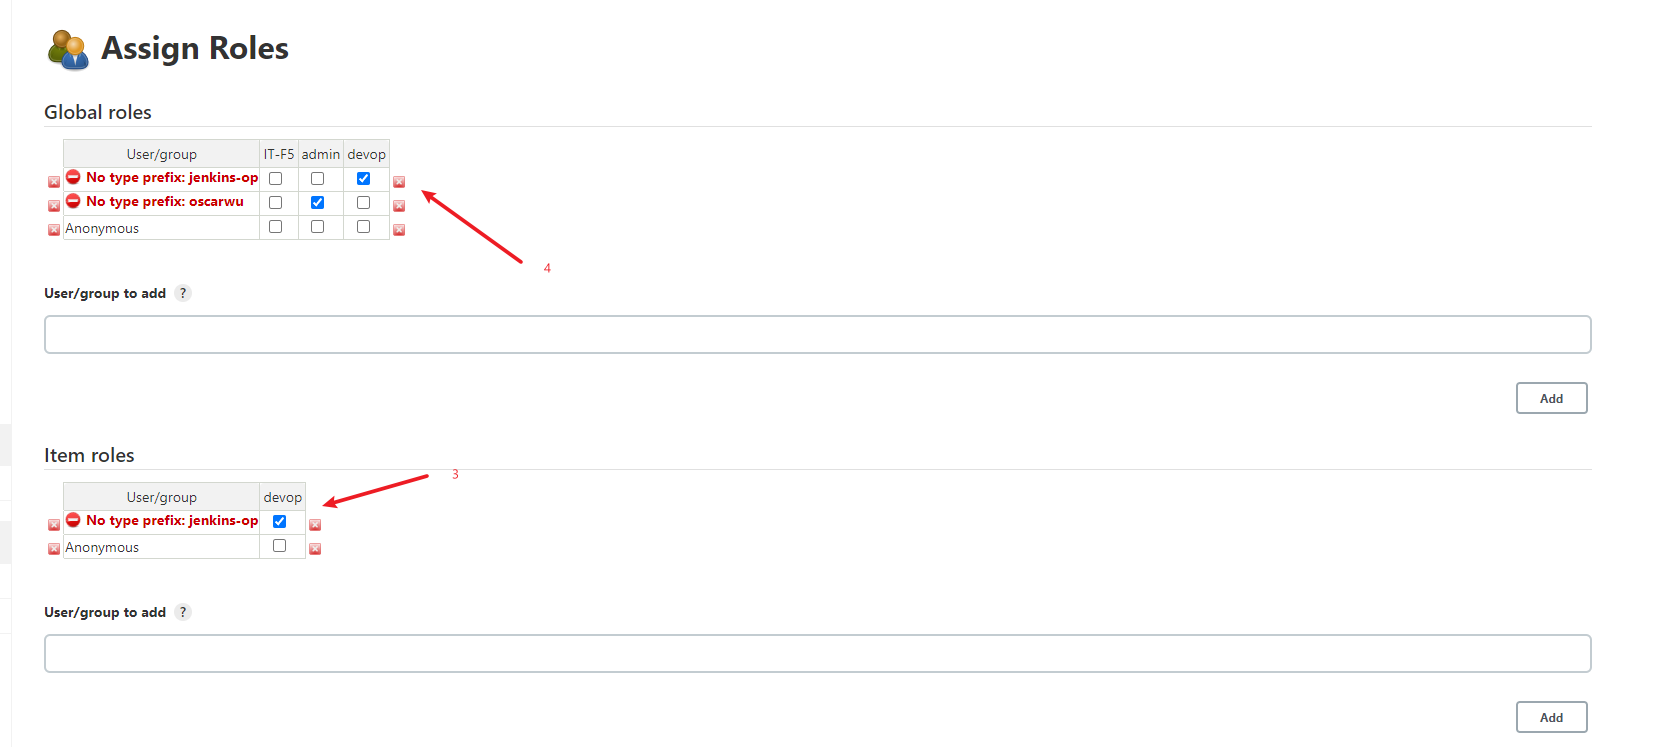 Assign Roles
Global roles
User/group IT-F5 admin devop
No type prefix: jenkins-op
No type prefix: oscarwu
Anonymous
4
User/group to add ?
Add
Item roles
3
User/group devop
No type prefix: jenkins-op
Anonymous
User/group to add ?
Add